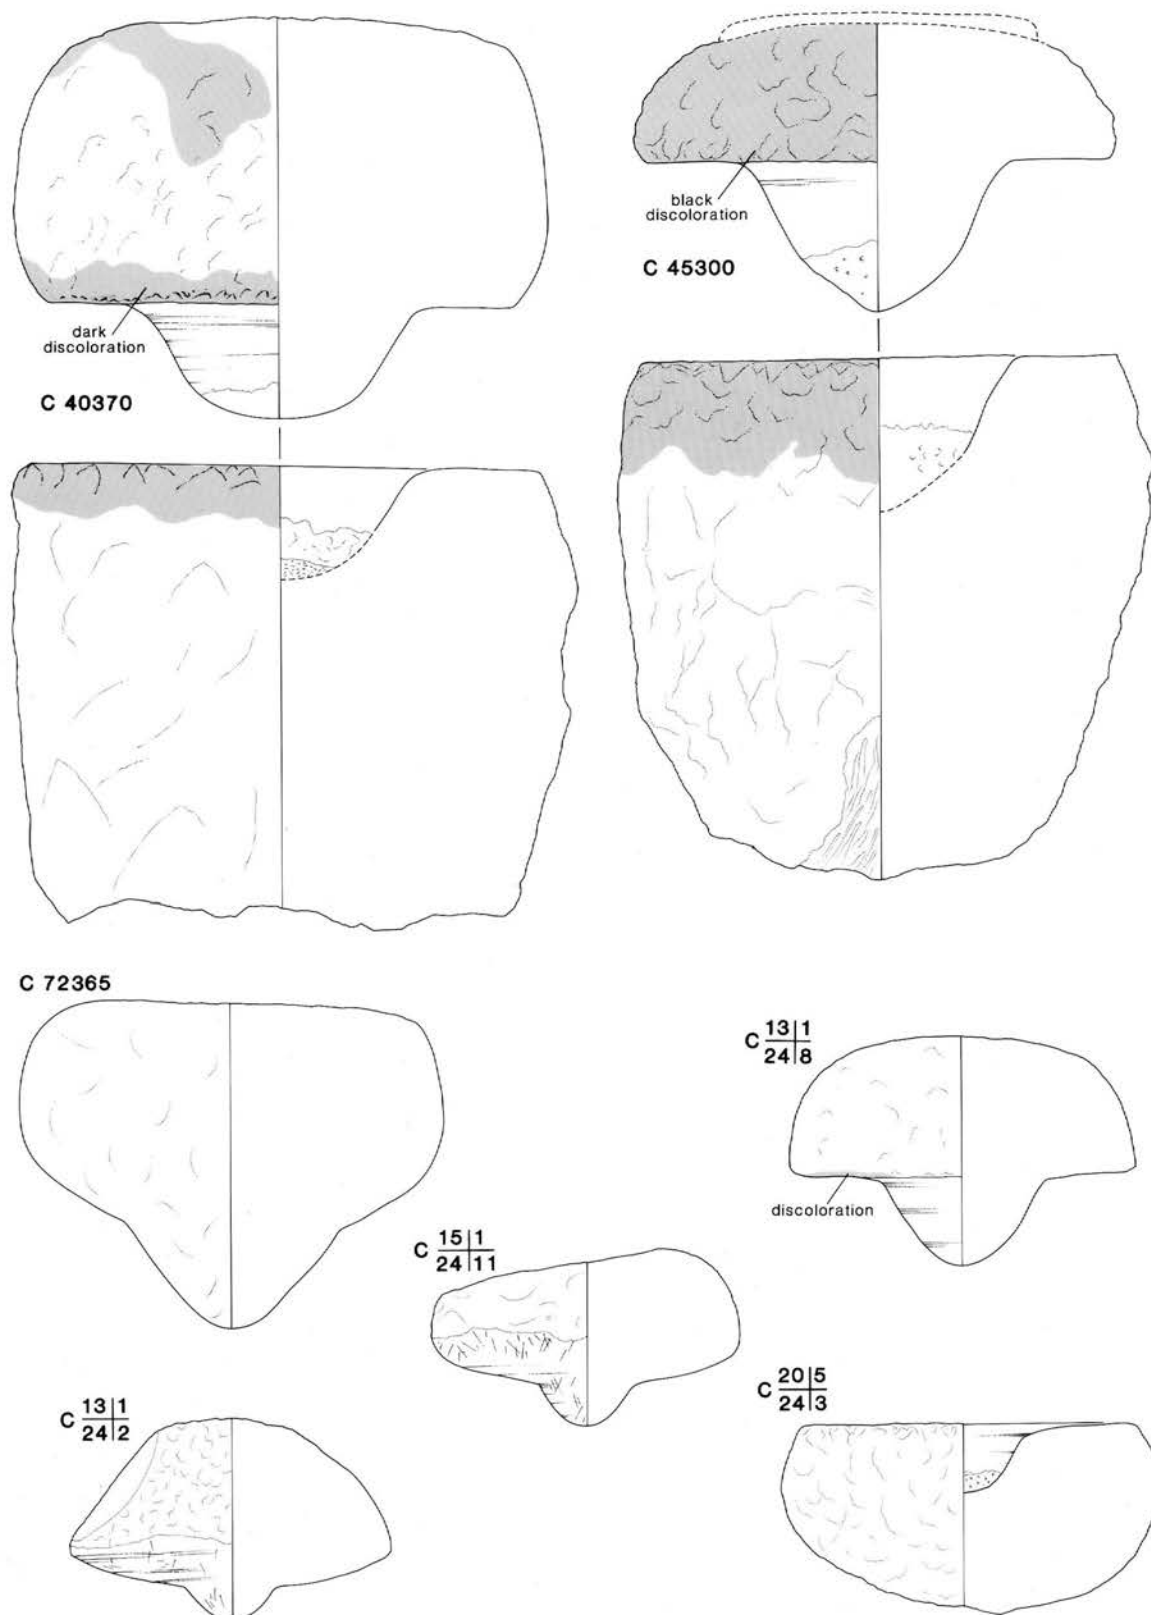 dark
discoloration
C 40370
black
discoloration
C 45300
C 72365
C 13|1
24|8
discoloration
C 15|1
24|11
C 13|1
24|2
C 20|5
24|3